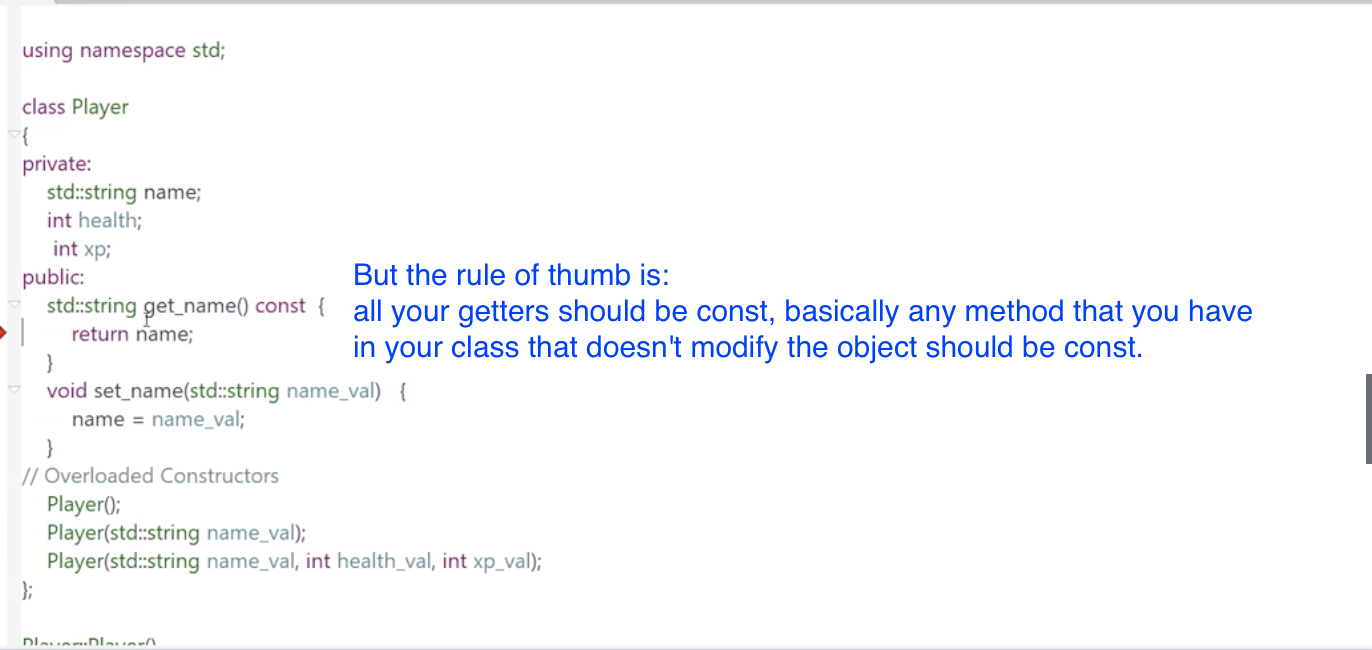 using namespace std;
class Player
{
private:
std::string name;
int health;
int xp;
public:
std::string get_name() const {
return name;
}
void set_name(std::string name_val) {
name = name_val;
}
// Overloaded Constructors
Player();
Player(std::string name_val);
Player(std::string name_val, int health_val, int xp_val);
};
Player::Player()
But the rule of thumb is:
all your getters should be const, basically any method that you have
in your class that doesn't modify the object should be const.